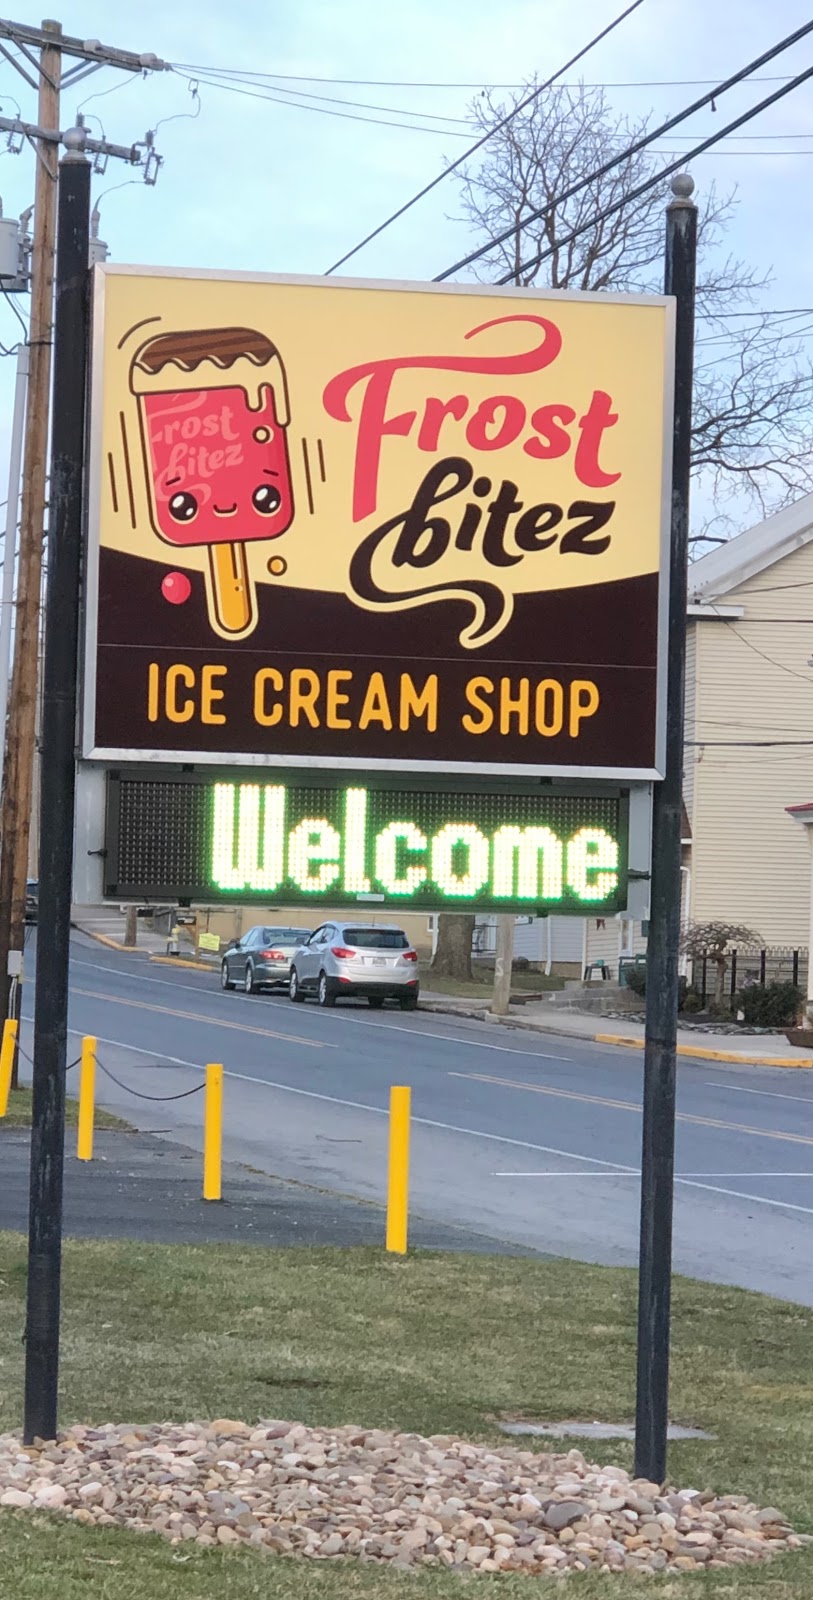 Frost
bitez
Frost
bitez
ICE CREAM SHOP
Welcome